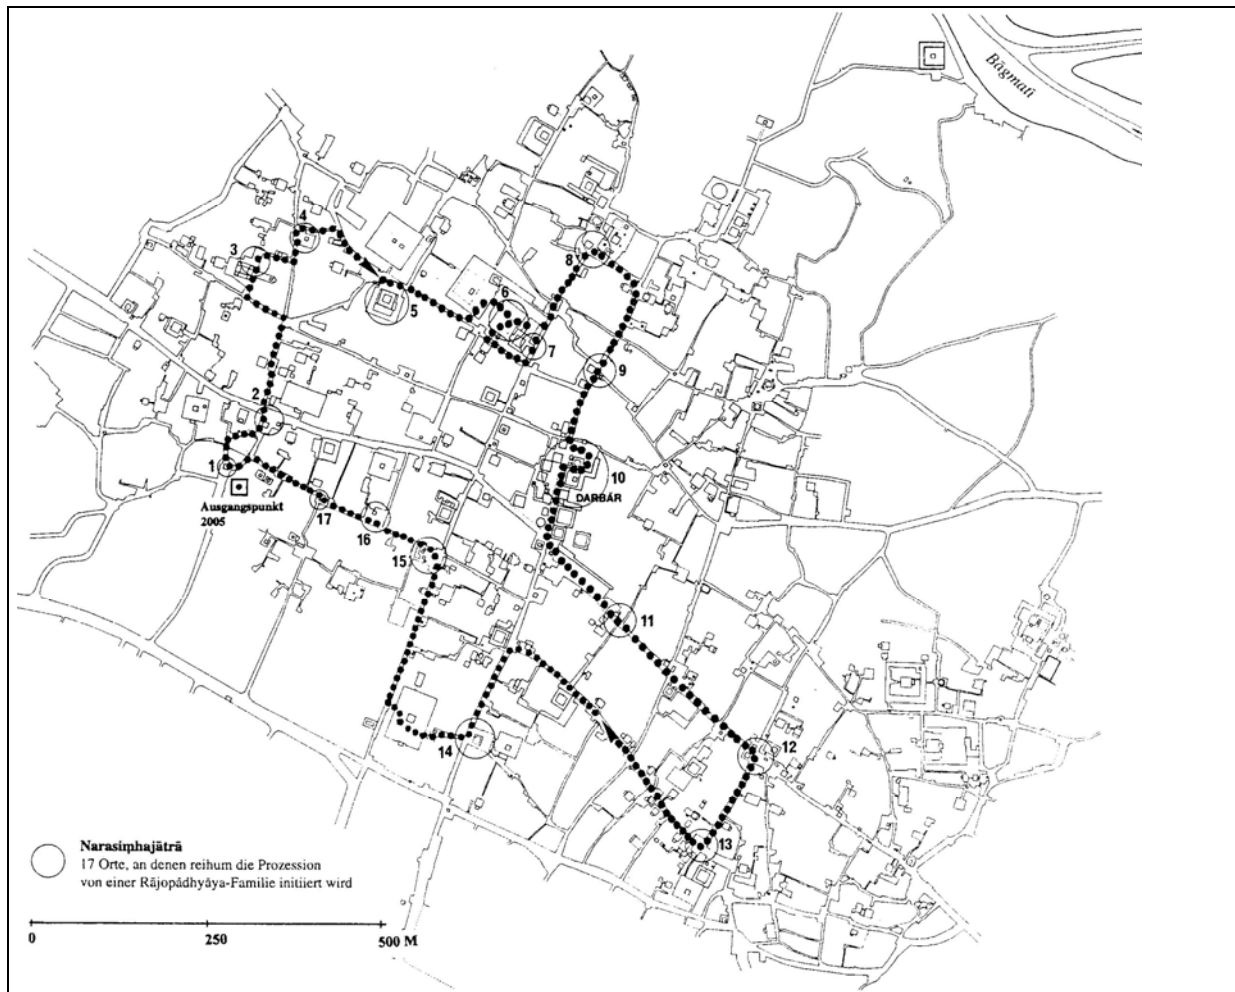 Bāgmatī
4
3
8
6
5
7
9
2
1
10
DARBĀR
Ausgangspunkt
2005
17
16
15
11
12
14
13
Narasiṃhajātrā
17 Orte, an denen reihum die Prozession
von einer Rājopādhyāya-Familie initiiert wird
0
250
500 M